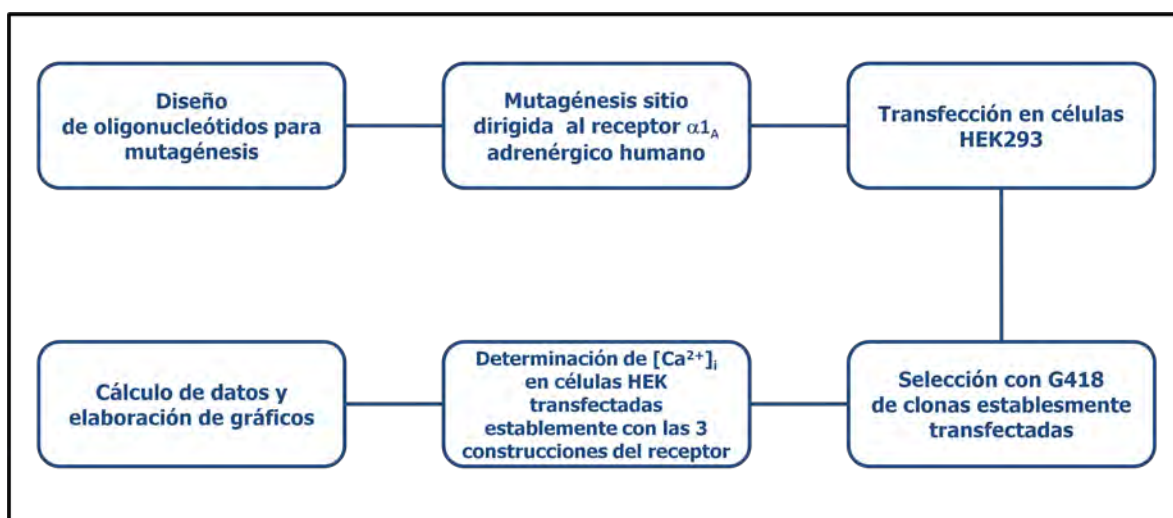 Diseño
de oligonucleótidos para
mutagénesis
Mutagénesis sitio
dirigida al receptor α1A
adrenérgico humano
Transfección en células
HEK293
Selección con G418
de clonas establesmente
transfectadas
Determinación de [Ca²⁺]i
en células HEK
transfectadas
establemente con las 3
construcciones del receptor
Cálculo de datos y
elaboración de gráficos